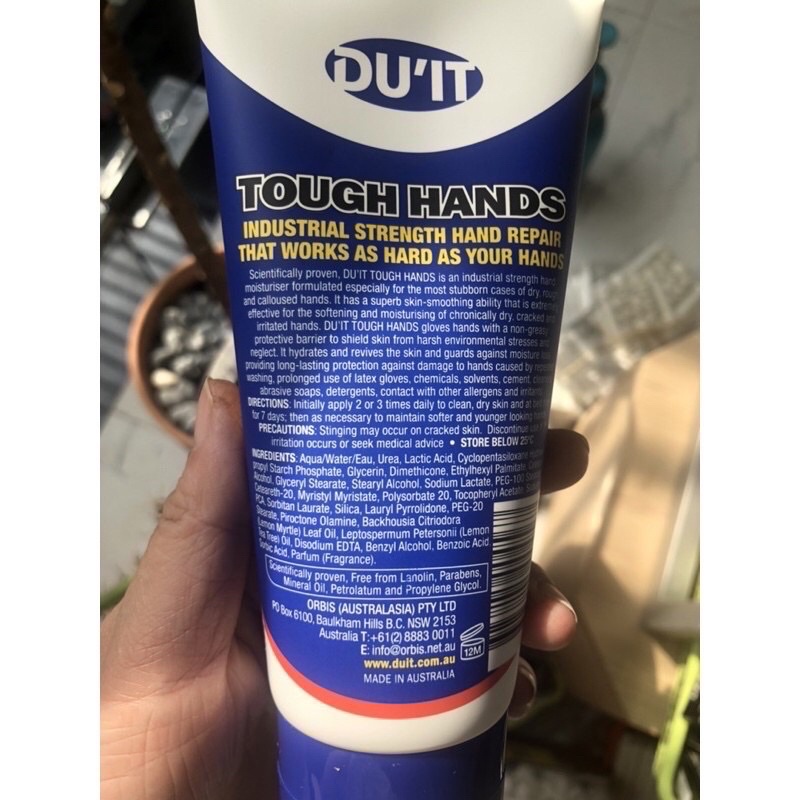 DU'IT
TOUGH HANDS
INDUSTRIAL STRENGTH HAND REPAIR
THAT WORKS AS HARD AS YOUR HANDS
Scientifically proven, DU'IT TOUGH HANDS is an industrial strength
moisturiser formulated especially for the most stubborn cases of dry,
and calloused hands. It has a superb skin-smoothing ability that is
effective for the softening and moisturising of chronically dry, cracked
irritated hands. DU'IT TOUGH HANDS gloves hands with a non-greasy
protective barrier to shield skin from harsh environmental stresses
neglect. It hydrates and revives the skin and guards against moisture
providing long-lasting protection against damage to hands caused by
washing, prolonged use of latex gloves, chemicals, solvents, cement,
abrasive soaps, detergents, contact with other allergens and
DIRECTIONS: Initially apply 2 or 3 times daily to clean, dry skin and at
for 7 days; then as necessary to maintain softer and younger looking
PRECAUTIONS: Stinging may occur on cracked skin. Discontinue
irritation occurs or seek medical advice • STORE BELOW 25°C
INGREDIENTS: Aqua/Water/Eau, Urea, Lactic Acid, Cyclopentasiloxane
propyl Starch Phosphate, Glycerin, Dimethicone, Ethylhexyl Palmitate,
Alcohol, Glyceryl Stearate, Stearyl Alcohol, Sodium Lactate, PEG-100
Ceteareth-20, Myristyl Myristate, Polysorbate 20, Tocopheryl Acetate,
PCA, Sorbitan Laurate, Silica, Lauryl Pyrrolidone, PEG-20
Stearate, Piroctone Olamine, Backhousia Citriodora
(Lemon Myrtle) Leaf Oil, Leptospermum Petersonii (Lemon
Tea Tree) Oil, Disodium EDTA, Benzyl Alcohol, Benzoic Acid
Sorbic Acid, Parfum (Fragrance).
Scientifically proven, Free from Lanolin, Parabens,
Mineral Oil, Petrolatum and Propylene Glycol.
ORBIS (AUSTRALASIA) PTY LTD
PO Box 6100, Baulkham Hills B.C. NSW 2153
Australia T:+61(2) 8883 0011
E: info@orbis.net.au
www.duit.com.au
12M
MADE IN AUSTRALIA